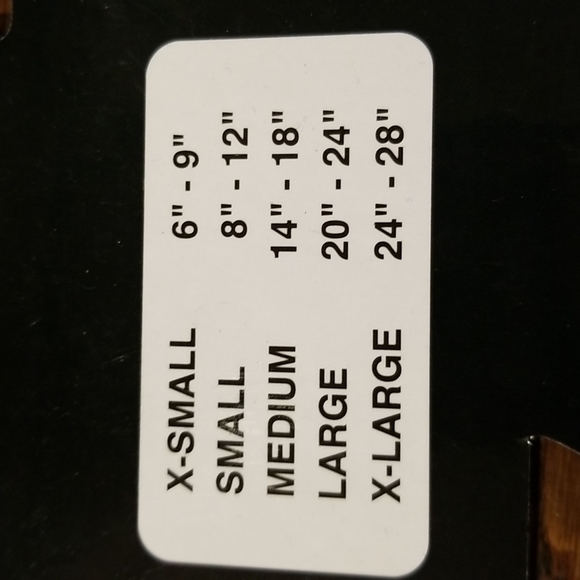 X-SMALL 6" - 9"
SMALL 8" - 12"
MEDIUM 14" - 18"
LARGE 20" - 24"
X-LARGE 24" - 28"